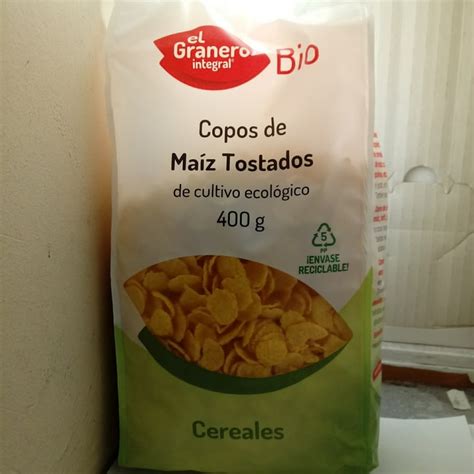 el
Granero
integral®
Bio
Copos de
Maíz Tostados
de cultivo ecológico
400 g
5
PP
¡ENVASE
RECICLABLE!
Cereales